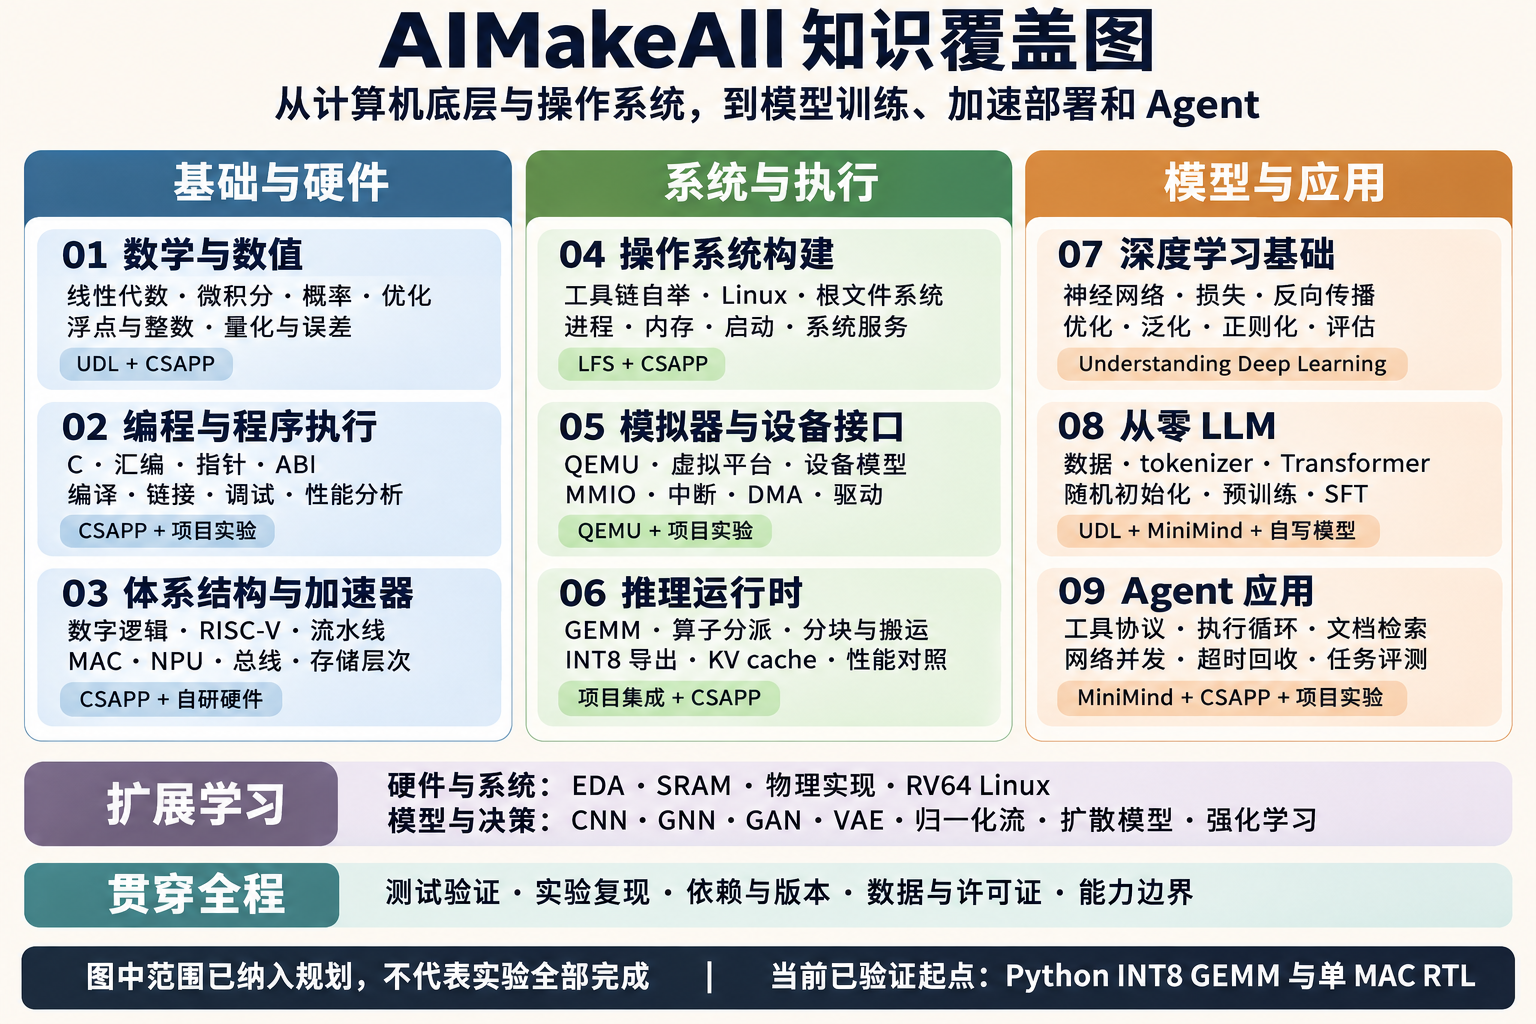 AIMakeAll 知识覆盖图
从计算机底层与操作系统，到模型训练、加速部署和 Agent
基础与硬件
01 数学与数值
线性代数 · 微积分 · 概率 · 优化
浮点与整数 · 量化与误差
UDL + CSAPP
02 编程与程序执行
C · 汇编 · 指针 · ABI
编译 · 链接 · 调试 · 性能分析
CSAPP + 项目实验
03 体系结构与加速器
数字逻辑 · RISC-V · 流水线
MAC · NPU · 总线 · 存储层次
CSAPP + 自研硬件
系统与执行
04 操作系统构建
工具链自举 · Linux · 根文件系统
进程 · 内存 · 启动 · 系统服务
LFS + CSAPP
05 模拟器与设备接口
QEMU · 虚拟平台 · 设备模型
MMIO · 中断 · DMA · 驱动
QEMU + 项目实验
06 推理运行时
GEMM · 算子分派 · 分块与搬运
INT8 导出 · KV cache · 性能对照
项目集成 + CSAPP
模型与应用
07 深度学习基础
神经网络 · 损失 · 反向传播
优化 · 泛化 · 正则化 · 评估
Understanding Deep Learning
08 从零 LLM
数据 · tokenizer · Transformer
随机初始化 · 预训练 · SFT
UDL + MiniMind + 自写模型
09 Agent 应用
工具协议 · 执行循环 · 文档检索
网络并发 · 超时回收 · 任务评测
MiniMind + CSAPP + 项目实验
扩展学习
硬件与系统： EDA · SRAM · 物理实现 · RV64 Linux
模型与决策： CNN · GNN · GAN · VAE · 归一化流 · 扩散模型 · 强化学习
贯穿全程
测试验证 · 实验复现 · 依赖与版本 · 数据与许可证 · 能力边界
图中范围已纳入规划，不代表实验全部完成 | 当前已验证起点：Python INT8 GEMM 与单 MAC RTL